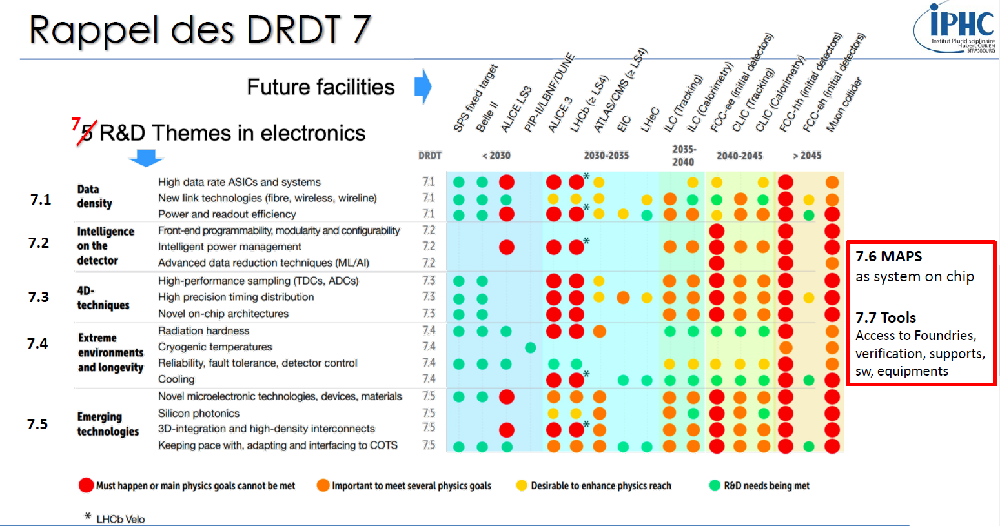 Rappel des DRDT 7
iPHC
Institut Pluridisciplinaire
Hubert CURIEN
STRASBOURG
Future facilities
SPS fixed target
Belle II
ALICE LS3
PIP-II/LBNF/DUNE
ALICE 3
LHCb (≥ LS4)
ATLAS/CMS (≥ LS4)
EIC
LHeC
ILC (Tracking)
ILC (Calorimetry)
FCC-ee (initial detectors)
CLIC (Tracking)
CLIC (Calorimetry)
FCC-hh (initial detectors)
FCC-eh (initial detectors)
Muon collider
7 5 R&D Themes in electronics
DRDT < 2030 2030-2035 2035-2040 2040-2045 > 2045
7.1 Data density
High data rate ASICs and systems 7.1 *
New link technologies (fibre, wireless, wireline) 7.1
Power and readout efficiency 7.1 *
7.2 Intelligence on the detector
Front-end programmability, modularity and configurability 7.2
Intelligent power management 7.2 *
Advanced data reduction techniques (ML/AI) 7.2
7.3 4D-techniques
High-performance sampling (TDCs, ADCs) 7.3
High precision timing distribution 7.3
Novel on-chip architectures 7.3
7.4 Extreme environments and longevity
Radiation hardness 7.4
Cryogenic temperatures 7.4
Reliability, fault tolerance, detector control 7.4
Cooling 7.4 *
7.5 Emerging technologies
Novel microelectronic technologies, devices, materials 7.5
Silicon photonics 7.5
3D-integration and high-density interconnects 7.5 *
Keeping pace with, adapting and interfacing to COTS 7.5
7.6 MAPS
as system on chip
7.7 Tools
Access to Foundries,
verification, supports,
sw, equipments
Must happen or main physics goals cannot be met
Important to meet several physics goals
Desirable to enhance physics reach
R&D needs being met
* LHCb Velo